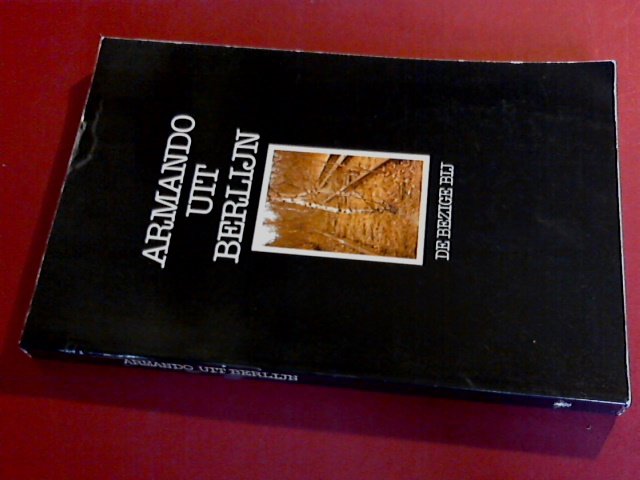 ARMANDO
UIT
BERLIJN
DE BEZIGE BIJ
ARMANDO UIT BERLIJN